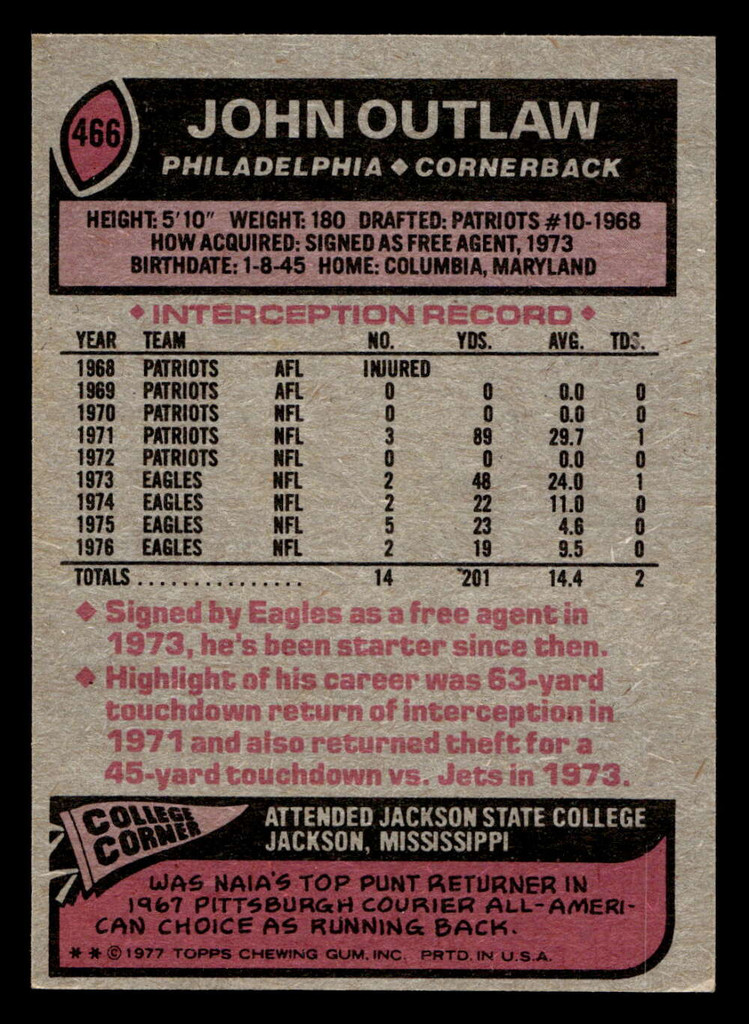 466
JOHN OUTLAW
PHILADELPHIA ◆ CORNERBACK
HEIGHT: 5'10" WEIGHT: 180 DRAFTED: PATRIOTS #10-1968
HOW ACQUIRED: SIGNED AS FREE AGENT, 1973
BIRTHDATE: 1-8-45 HOME: COLUMBIA, MARYLAND
◆ INTERCEPTION RECORD ◆
YEAR TEAM NO. YDS. AVG. TDS.
1968 PATRIOTS AFL INJURED
1969 PATRIOTS AFL 0 0 0.0 0
1970 PATRIOTS NFL 0 0 0.0 0
1971 PATRIOTS NFL 3 89 29.7 1
1972 PATRIOTS NFL 0 0 0.0 0
1973 EAGLES NFL 2 48 24.0 1
1974 EAGLES NFL 2 22 11.0 0
1975 EAGLES NFL 5 23 4.6 0
1976 EAGLES NFL 2 19 9.5 0
TOTALS................ 14 201 14.4 2
◆ Signed by Eagles as a free agent in
1973, he's been starter since then.
◆ Highlight of his career was 63-yard
touchdown return of interception in
1971 and also returned theft for a
45-yard touchdown vs. Jets in 1973.
COLLEGE
CORNER
ATTENDED JACKSON STATE COLLEGE
JACKSON, MISSISSIPPI
WAS NAIA'S TOP PUNT RETURNER IN
1967 PITTSBURGH COURIER ALL-AMERI-
CAN CHOICE AS RUNNING BACK.
** © 1977 TOPPS CHEWING GUM, INC. PRTD. IN U.S.A.